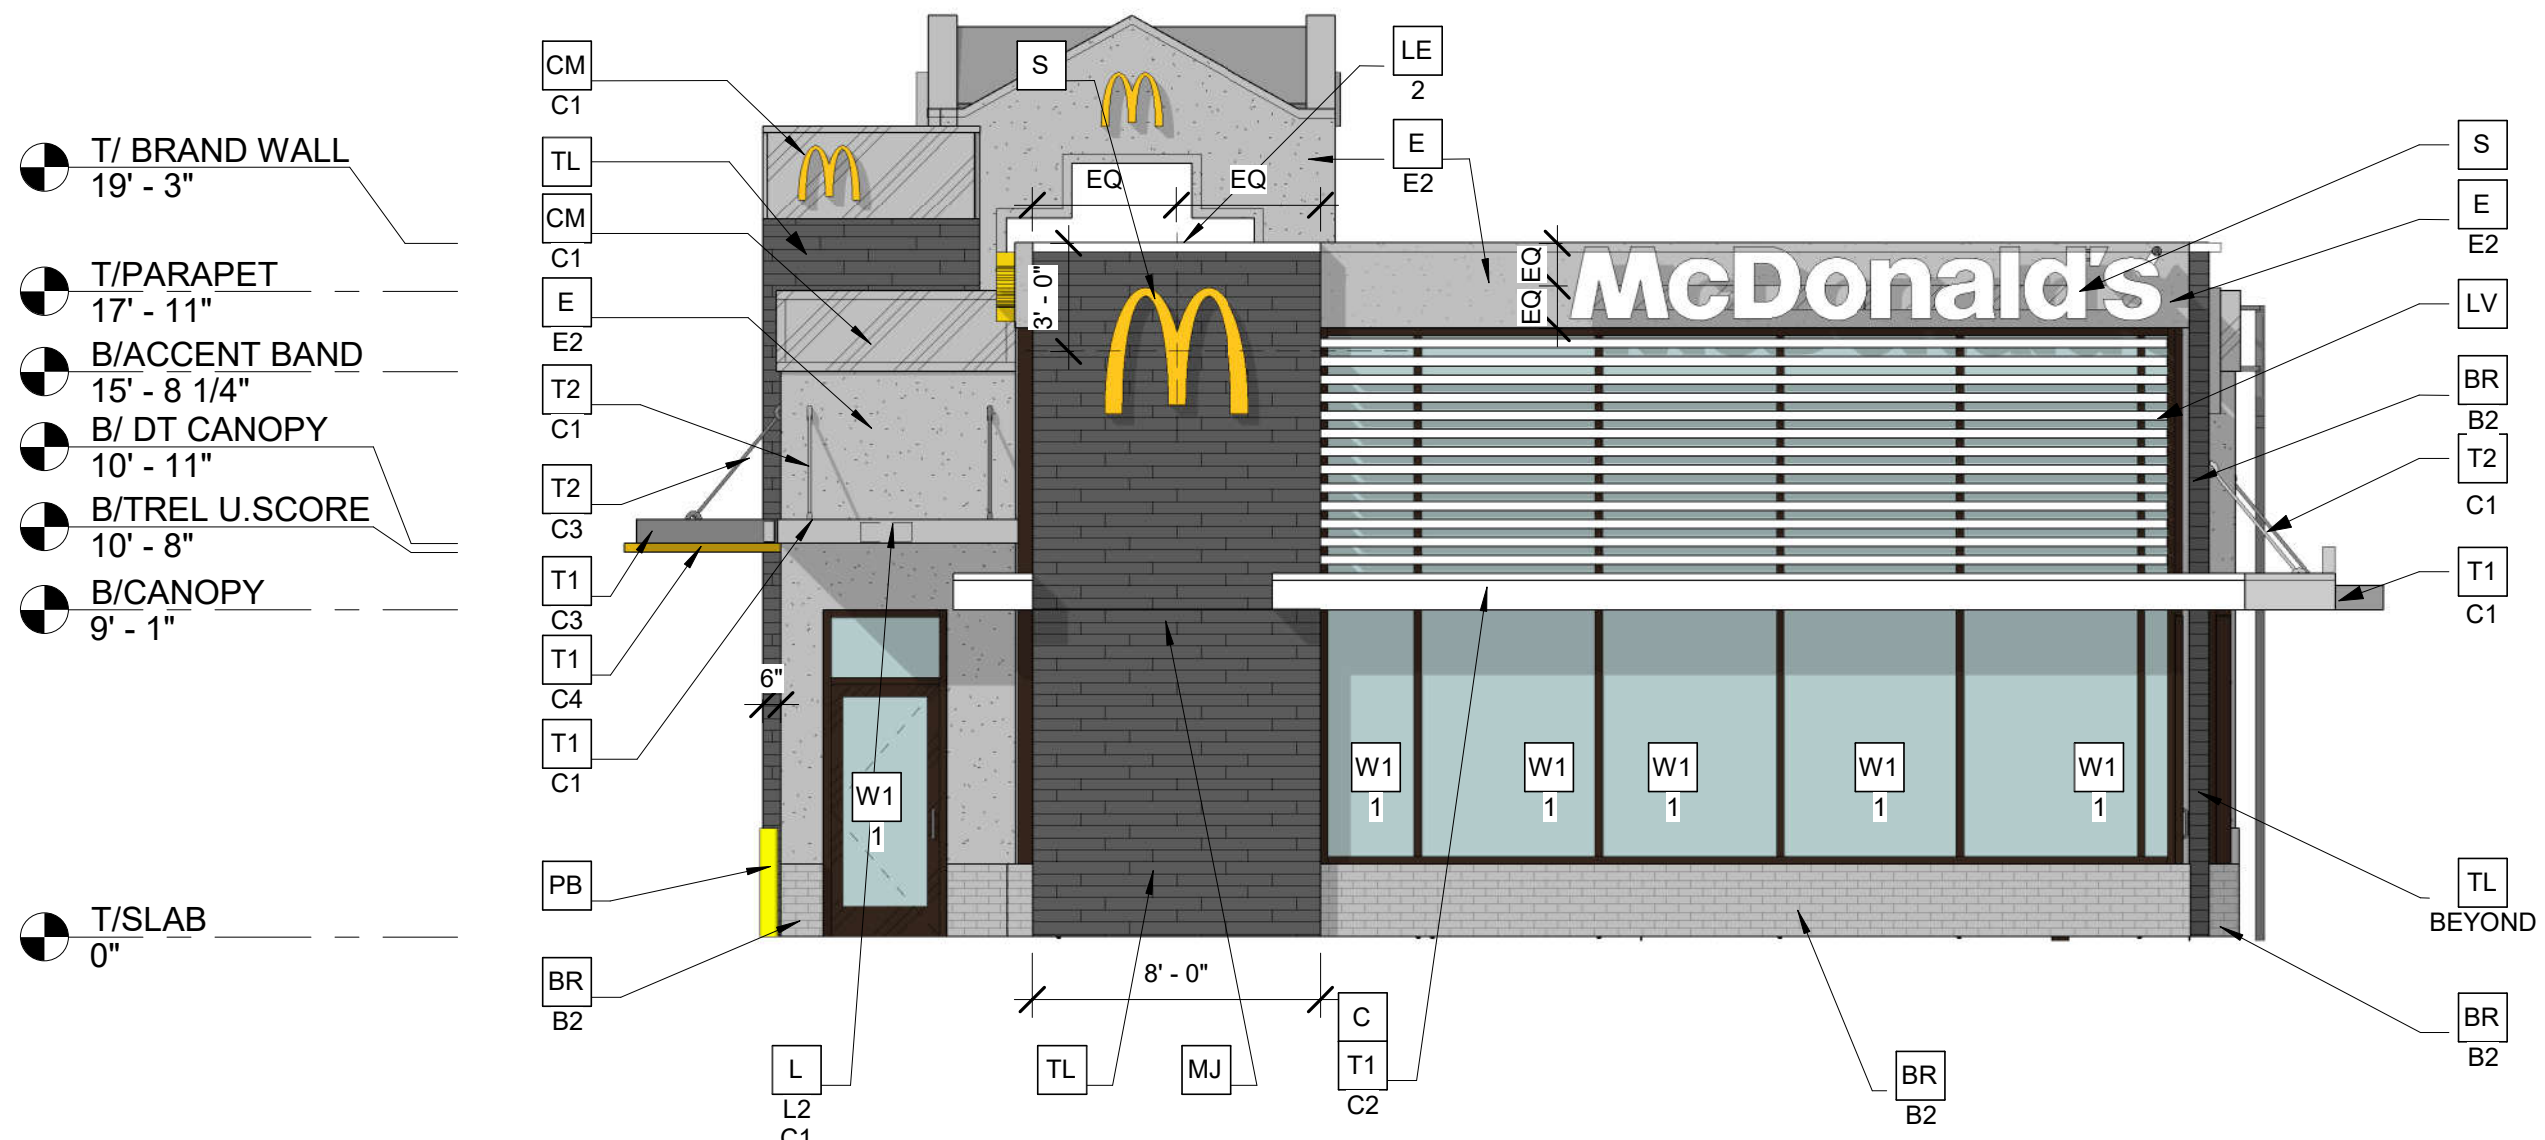 T/ BRAND WALL
19' - 3"
T/PARAPET
17' - 11"
B/ACCENT BAND
15' - 8 1/4"
B/ DT CANOPY
10' - 11"
B/TREL U.SCORE
10' - 8"
B/CANOPY
9' - 1"
T/SLAB
0"
CM
C1
TL
CM
C1
E
E2
T2
C1
T2
C3
T1
C3
T1
C4
T1
C1
PB
BR
B2
S
LE
2
E
E2
EQ
EQ
3' - 0"
EQ
EQ
McDonald's
6"
W1
1
W1
1
W1
1
W1
1
W1
1
W1
1
8' - 0"
L
L2
C1
TL
MJ
C
T1
C2
BR
B2
S
E
E2
LV
BR
B2
T2
C1
T1
C1
TL
BEYOND
BR
B2